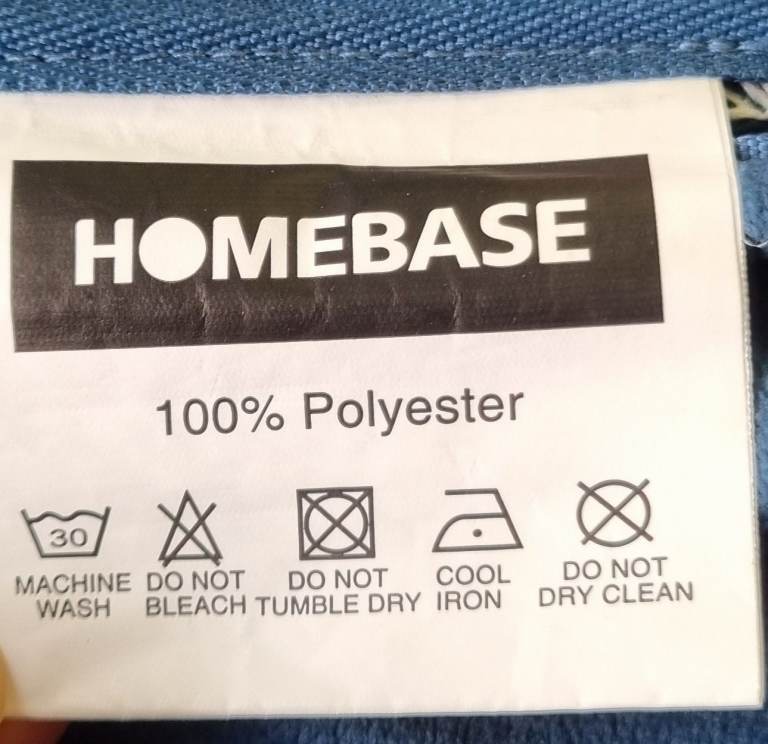 HOMEBASE
100% Polyester
30
MACHINE WASH
DO NOT BLEACH
DO NOT TUMBLE DRY
COOL IRON
DO NOT DRY CLEAN